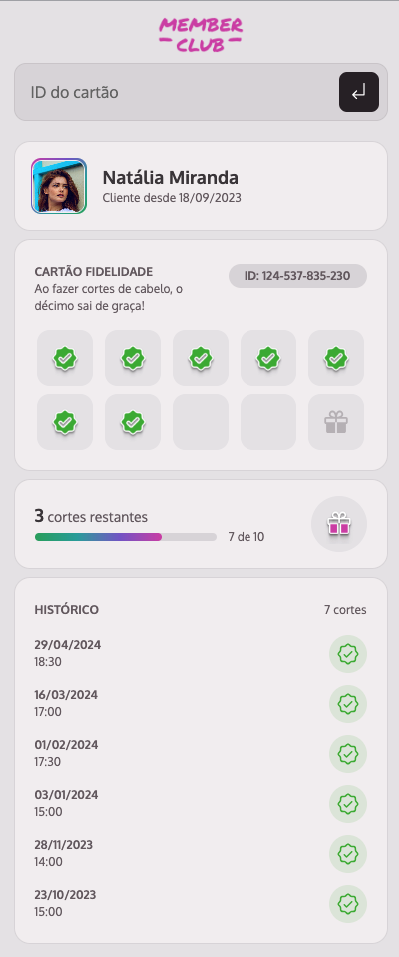 MEMBER
CLUB
ID do cartão
Natália Miranda
Cliente desde 18/09/2023
CARTÃO FIDELIDADE
ID: 124-537-835-230
Ao fazer cortes de cabelo, o
décimo sai de graça!
3 cortes restantes
7 de 10
HISTÓRICO
7 cortes
29/04/2024
18:30
16/03/2024
17:00
01/02/2024
17:30
03/01/2024
15:00
28/11/2023
14:00
23/10/2023
15:00